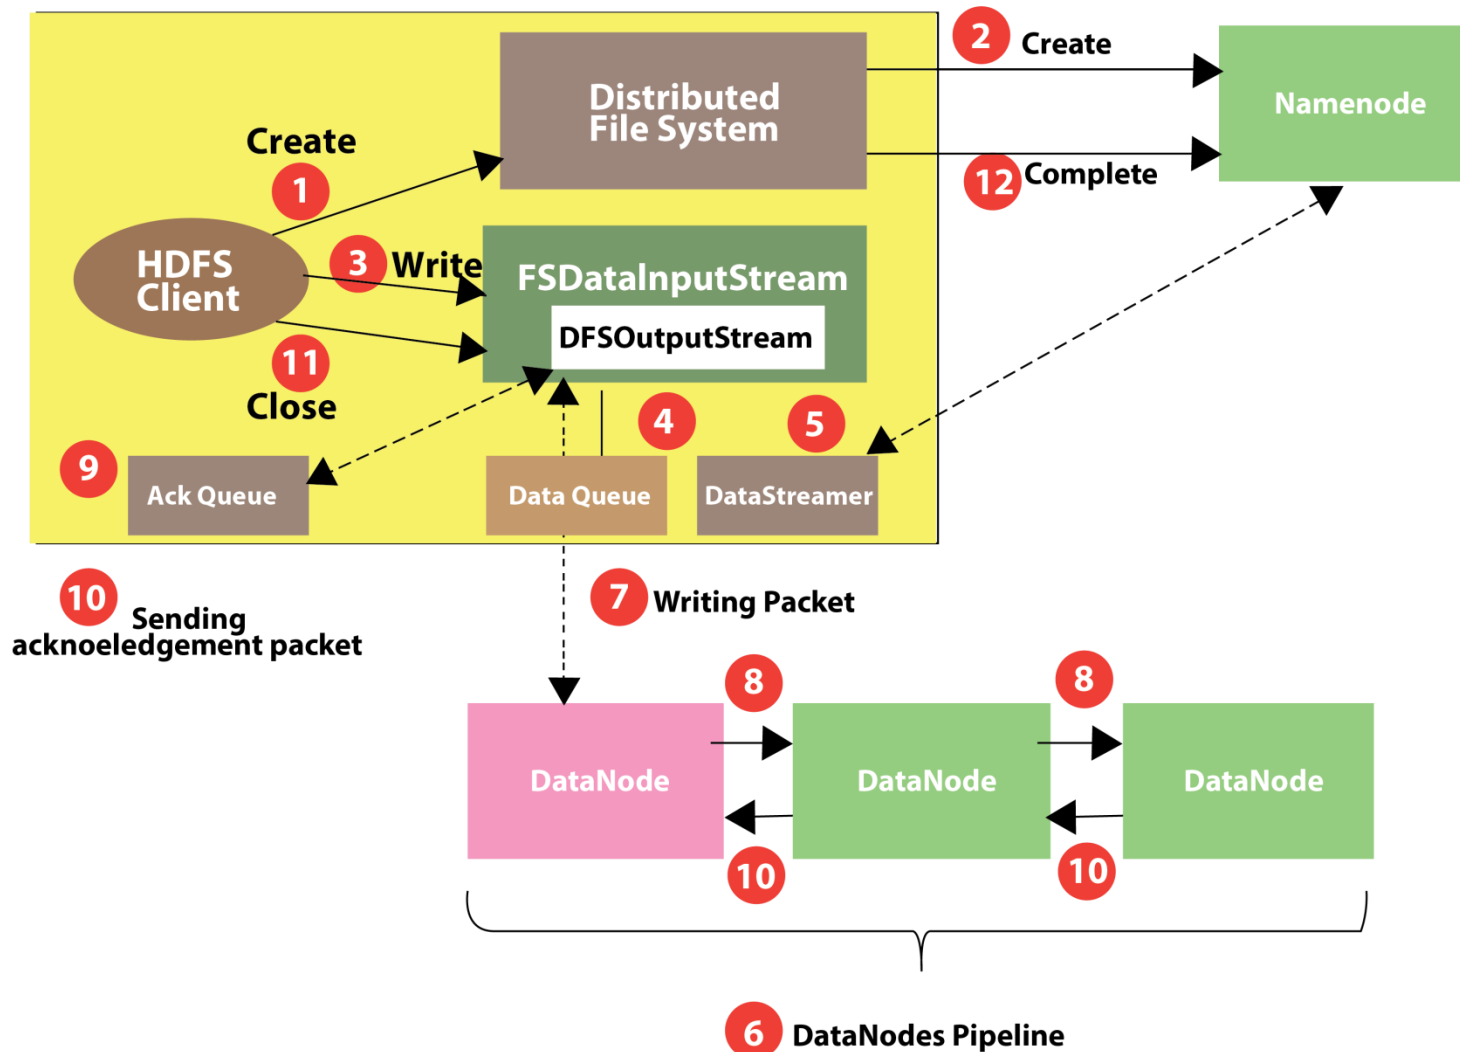 2 Create
Distributed
File System
Namenode
Create
1
12 Complete
HDFS
Client
3 Write
FSDataInputStream
DFSOutputStream
11
Close
4
5
9
Ack Queue
Data Queue
DataStreamer
10 Sending
acknoeledgement packet
7 Writing Packet
8
8
DataNode
DataNode
DataNode
10
10
6 DataNodes Pipeline